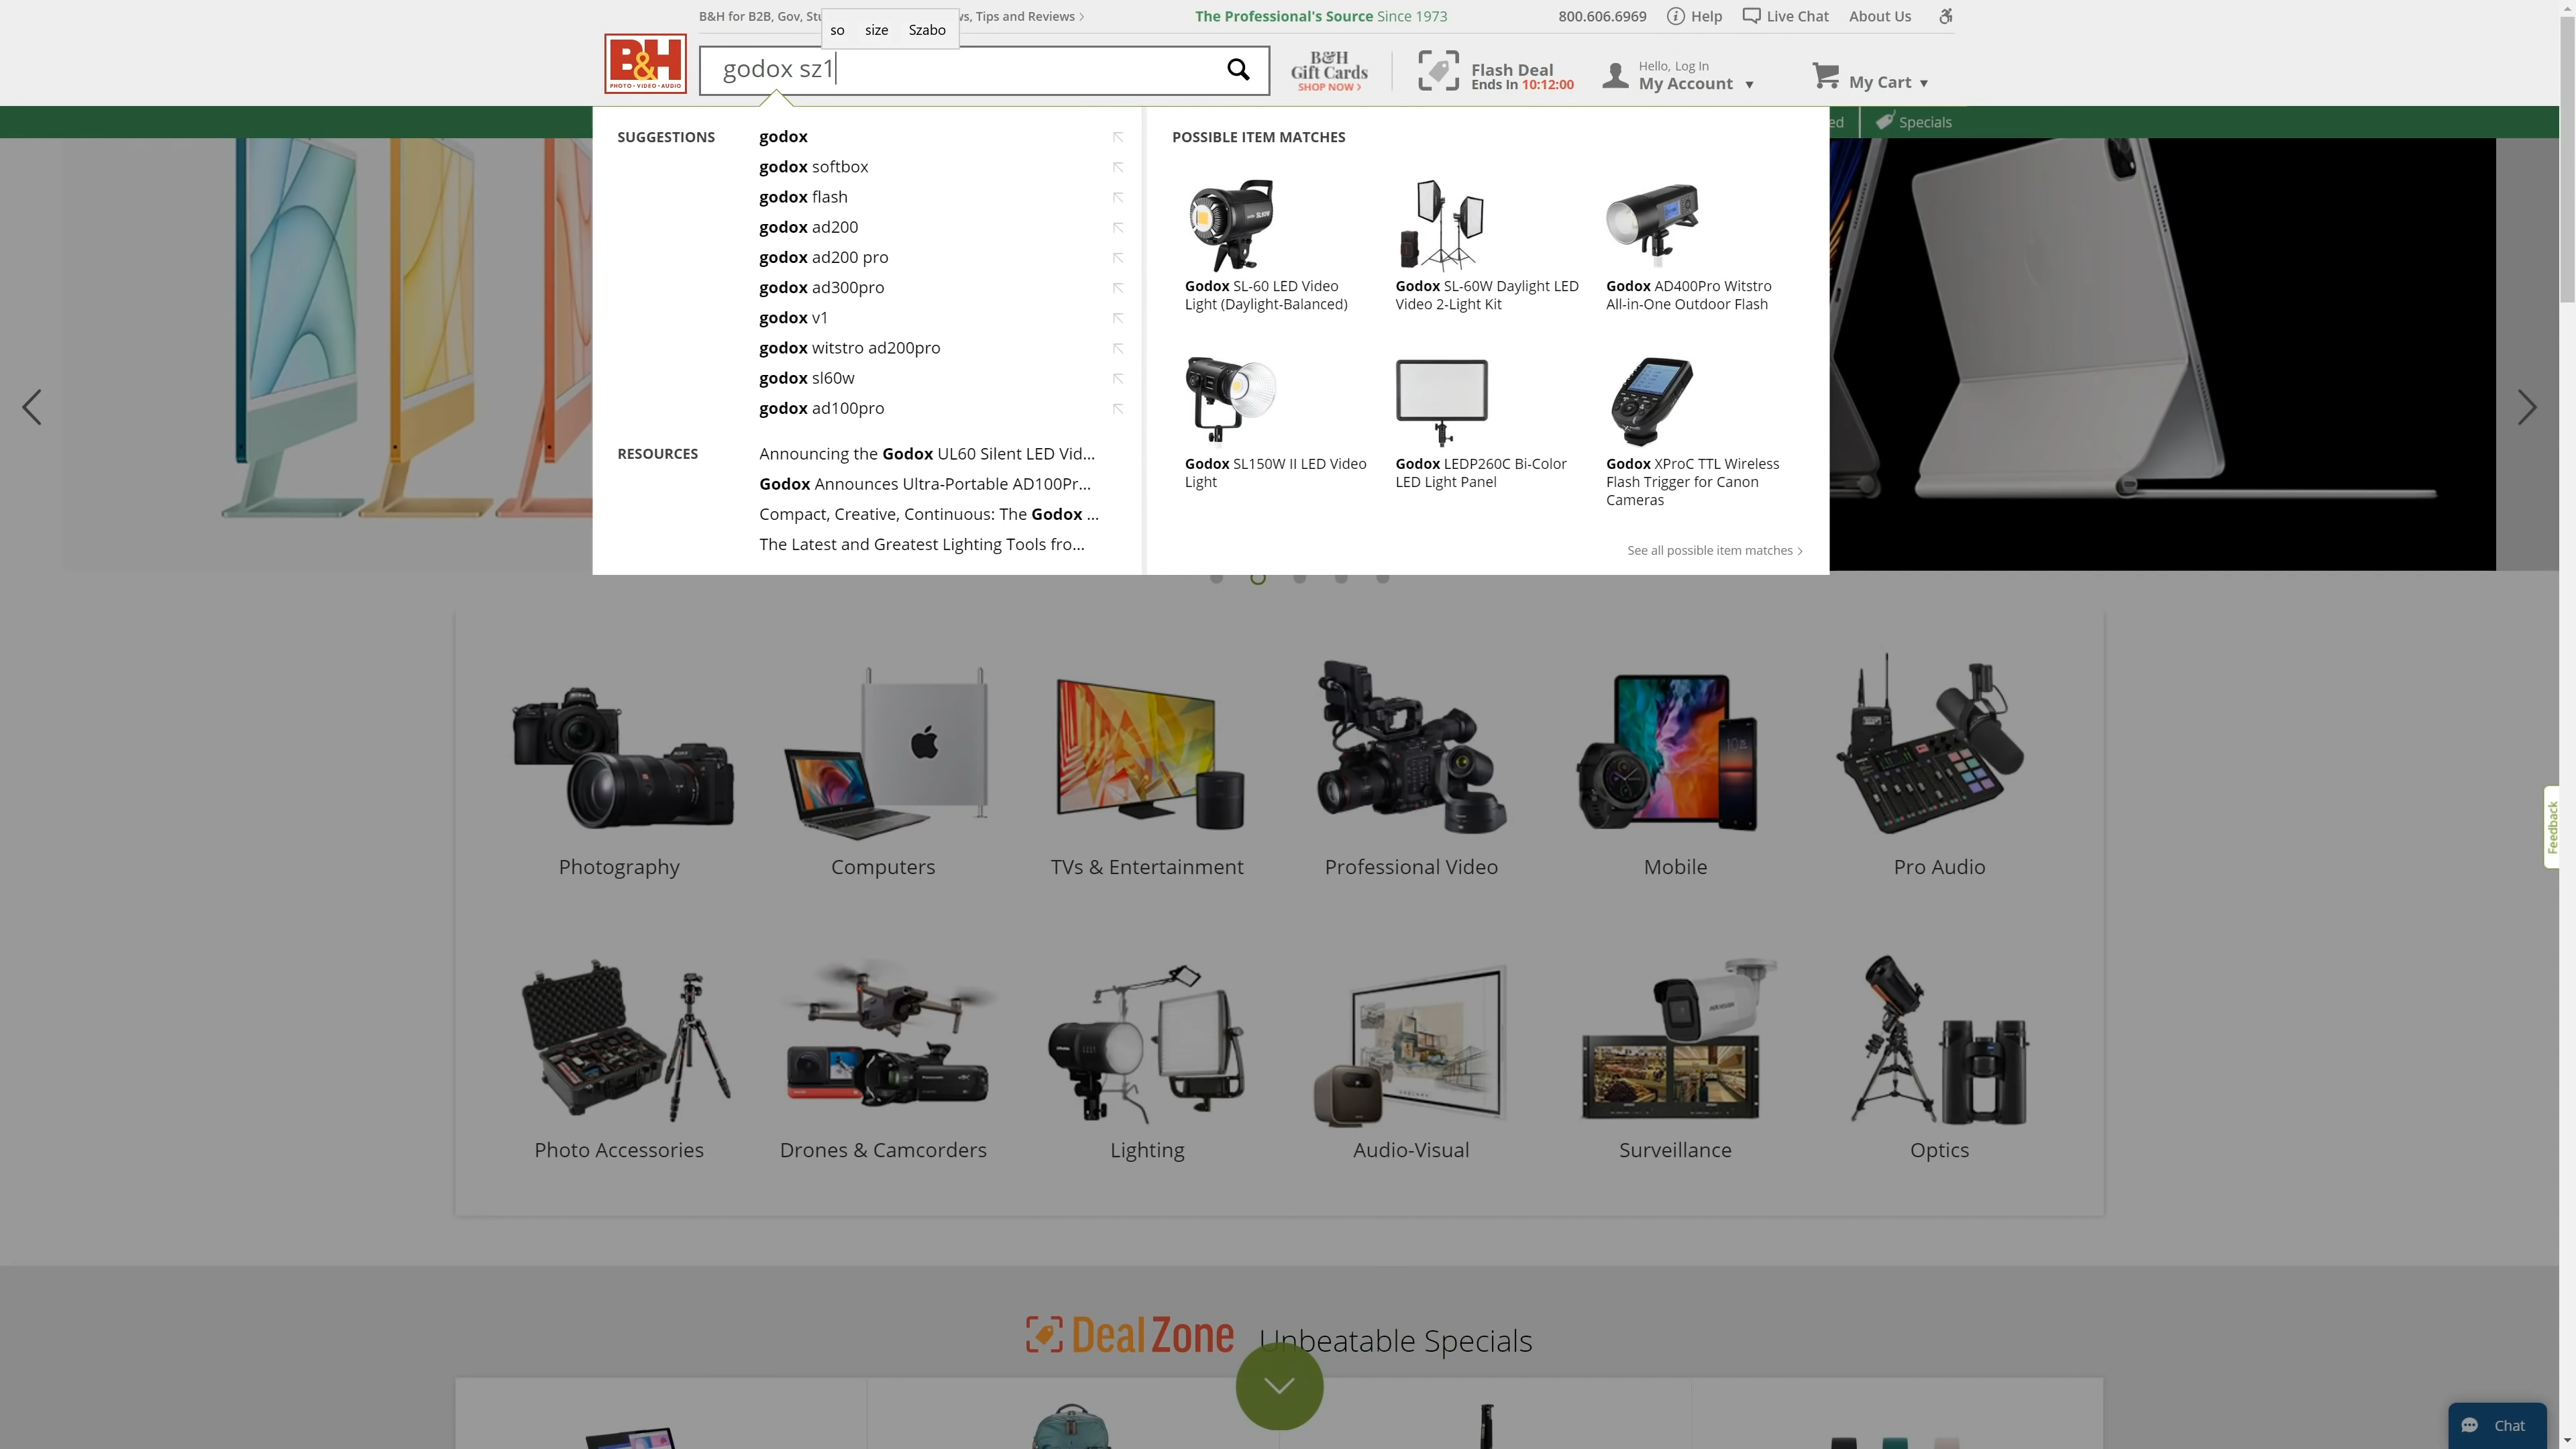 B&H for B2B, Gov, Stu
ws, Tips and Reviews
The Professional's Source Since 1973
800.606.6969
Help
Live Chat
About Us
so size Szabo
B&H
PHOTO • VIDEO • AUDIO
godox sz1
B&H
Gift Cards
SHOP NOW
Flash Deal
Ends In 10:12:00
Hello, Log In
My Account
My Cart
ed
Specials
SUGGESTIONS
godox
godox softbox
godox flash
godox ad200
godox ad200 pro
godox ad300pro
godox v1
godox witstro ad200pro
godox sl60w
godox ad100pro
RESOURCES
Announcing the Godox UL60 Silent LED Vid...
Godox Announces Ultra-Portable AD100Pr...
Compact, Creative, Continuous: The Godox ...
The Latest and Greatest Lighting Tools fro...
POSSIBLE ITEM MATCHES
Godox SL-60 LED Video
Light (Daylight-Balanced)
Godox SL-60W Daylight LED
Video 2-Light Kit
Godox AD400Pro Witstro
All-in-One Outdoor Flash
Godox SL150W II LED Video
Light
Godox LEDP260C Bi-Color
LED Light Panel
Godox XProC TTL Wireless
Flash Trigger for Canon
Cameras
See all possible item matches
Photography
Computers
TVs & Entertainment
Professional Video
Mobile
Pro Audio
Feedback
Photo Accessories
Drones & Camcorders
Lighting
Audio-Visual
Surveillance
Optics
Deal Zone
Unbeatable Specials
Chat